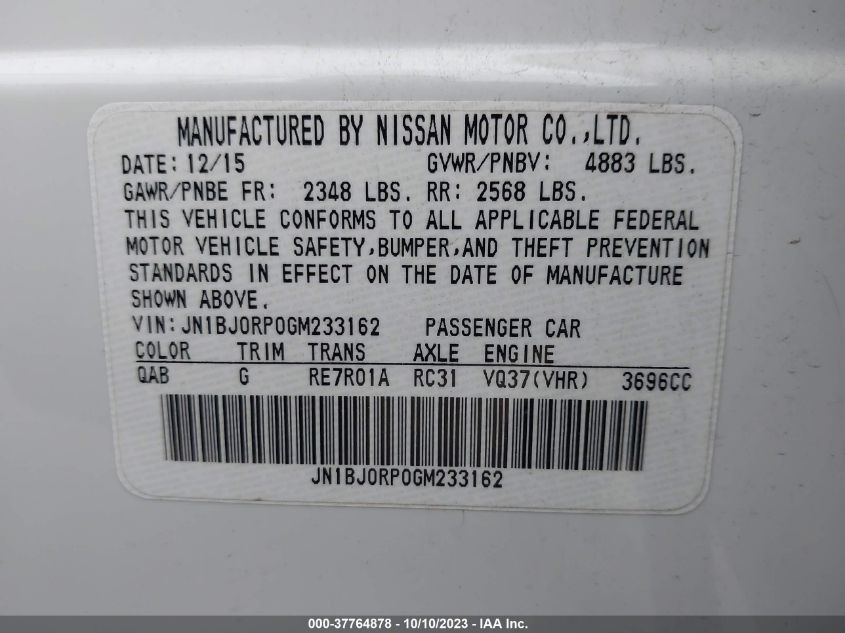 MANUFACTURED BY NISSAN MOTOR CO.,LTD.
DATE: 12/15 GVWR/PNBV: 4883 LBS.
GAWR/PNBE FR: 2348 LBS. RR: 2568 LBS.
THIS VEHICLE CONFORMS TO ALL APPLICABLE FEDERAL
MOTOR VEHICLE SAFETY,BUMPER,AND THEFT PREVENTION
STANDARDS IN EFFECT ON THE DATE OF MANUFACTURE
SHOWN ABOVE.
VIN: JN1BJ0RP0GM233162 PASSENGER CAR
COLOR TRIM TRANS AXLE ENGINE
QAB G RE7R01A RC31 VQ37(VHR) 3696CC
JN1BJ0RP0GM233162
000-37764878 - 10/10/2023 - IAA Inc.